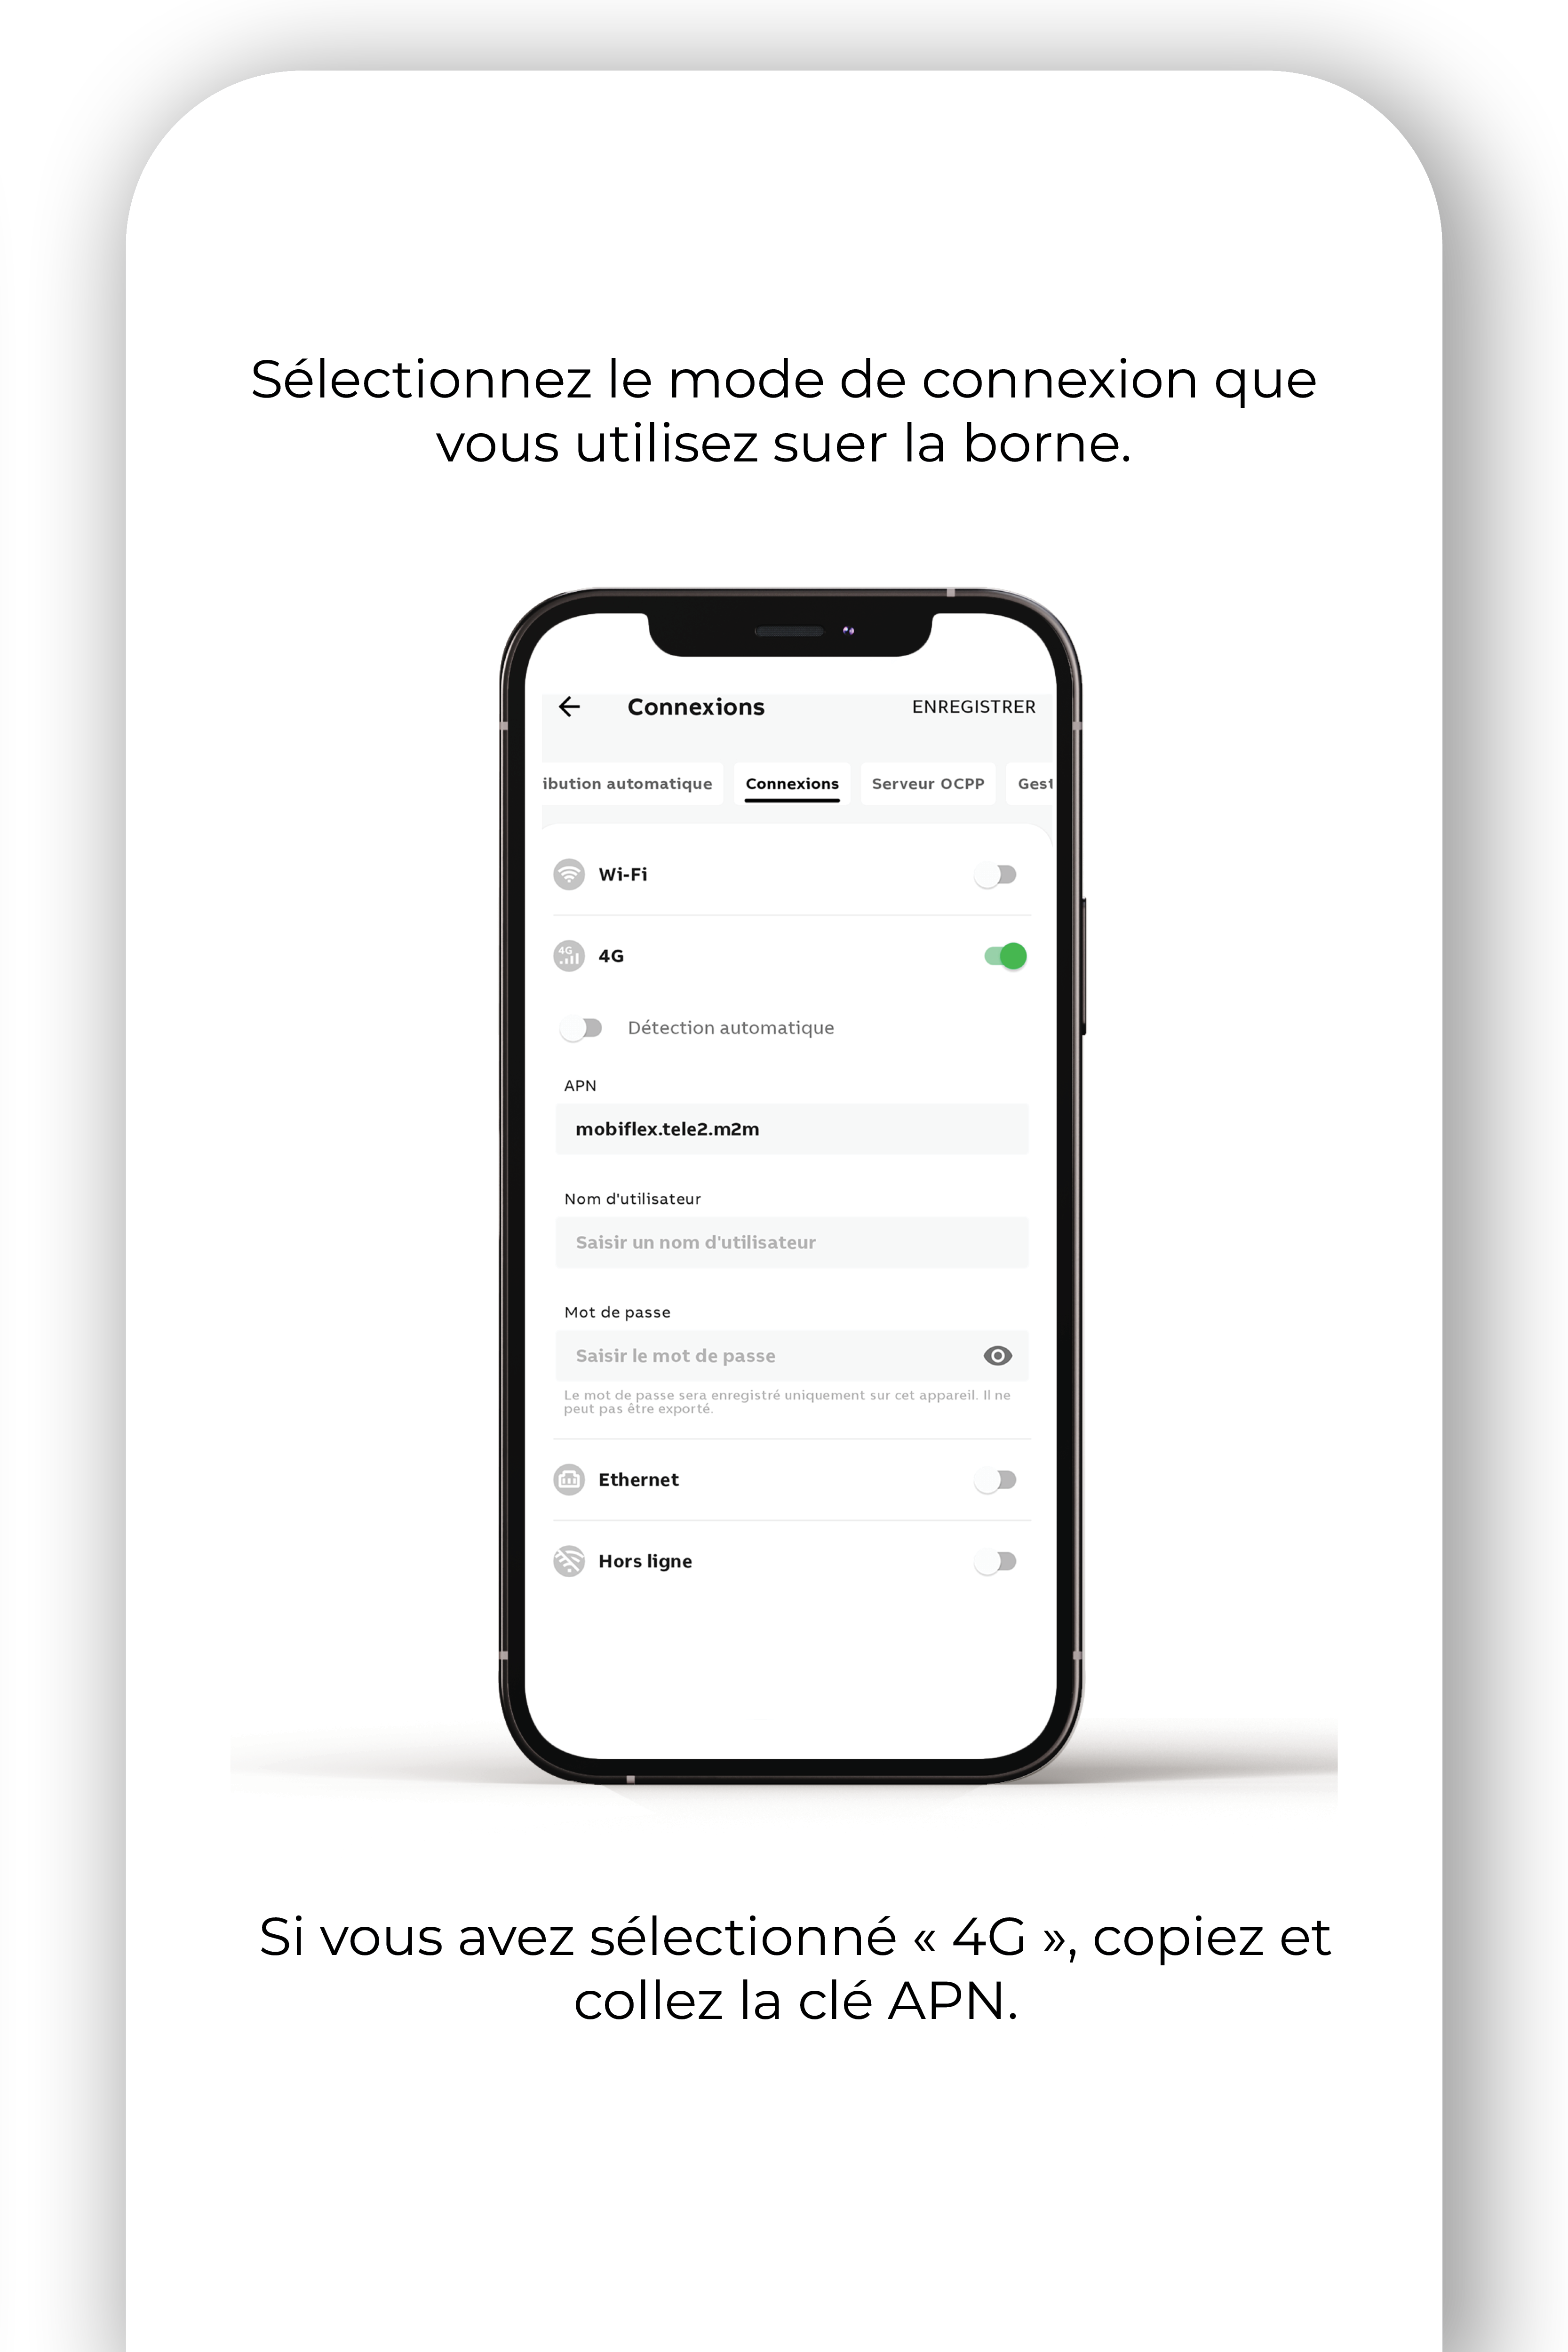 Sélectionnez le mode de connexion que
vous utilisez suer la borne.
Connexions
ENREGISTRER
ibution automatique
Connexions
Serveur OCPP
Gest
Wi-Fi
4G
4G
Détection automatique
APN
mobiflex.tele2.m2m
Nom d'utilisateur
Saisir un nom d'utilisateur
Mot de passe
Saisir le mot de passe
Le mot de passe sera enregistré uniquement sur cet appareil. Il ne
peut pas être exporté.
Ethernet
Hors ligne
Si vous avez sélectionné « 4G », copiez et
collez la clé APN.